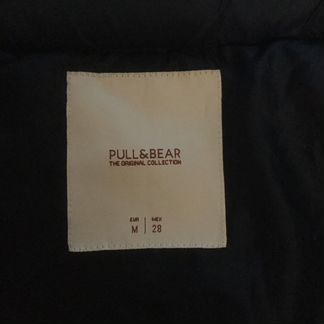 PULL&BEAR
THE ORIGINAL COLLECTION
EUR | MEX
M | 28